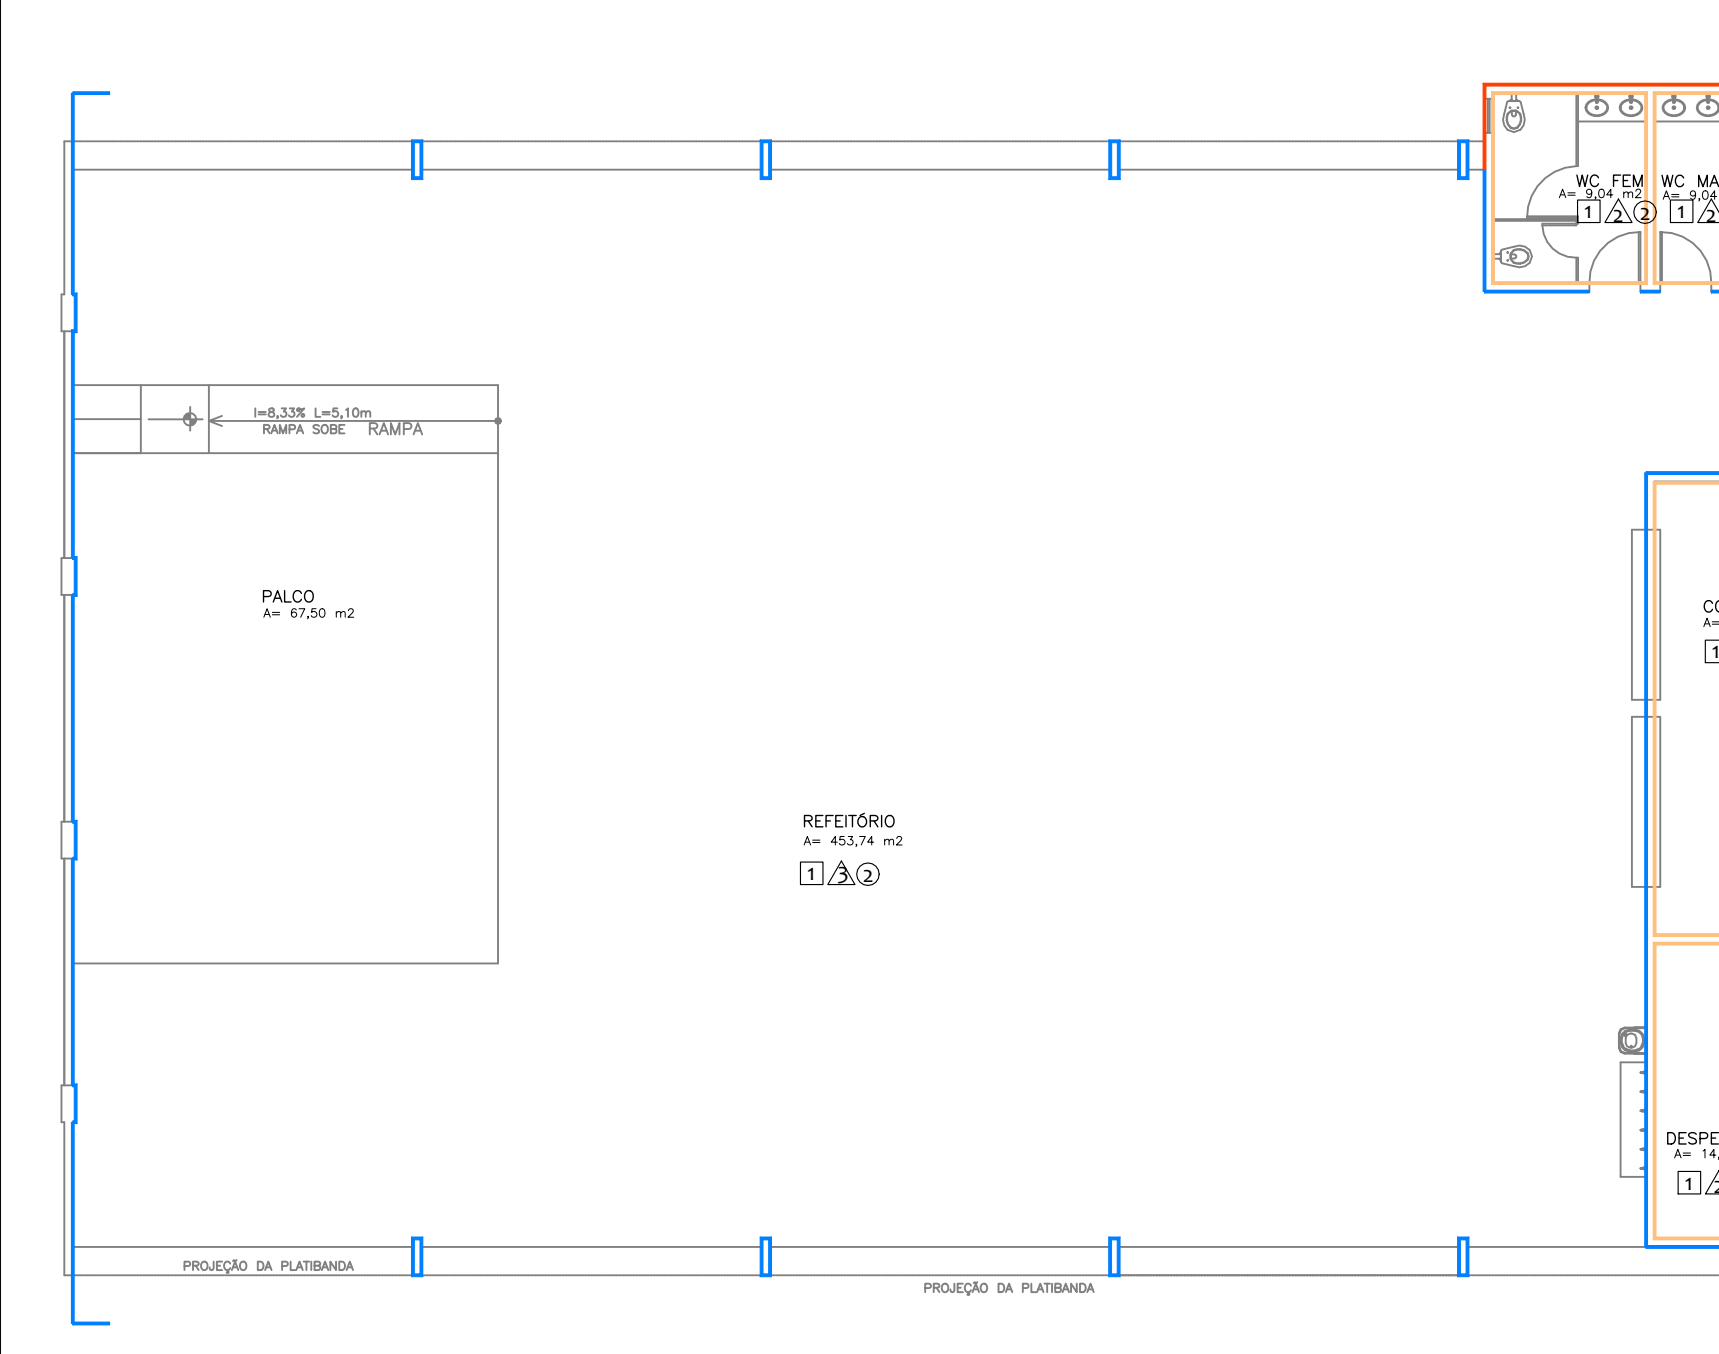 WC FEM
A= 9,04 m2
1 2 2
WC MA
A= 9,04
1 2
I=8,33% L=5,10m
RAMPA SOBE RAMPA
PALCO
A= 67,50 m2
CO
A=
1
REFEITÓRIO
A= 453,74 m2
1 3 2
DESPE
A= 14,
1 2
PROJEÇÃO DA PLATIBANDA
PROJEÇÃO DA PLATIBANDA